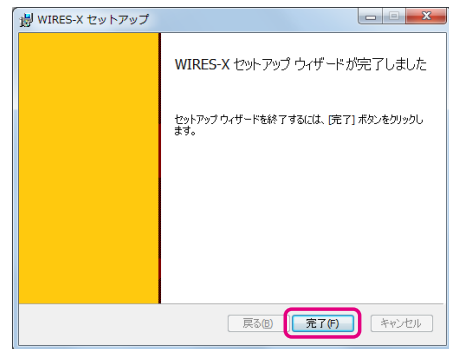 WIRES-X セットアップ
WIRES-X セットアップ ウィザードが完了しました
セットアップ ウィザードを終了するには、[完了] ボタンをクリックし
ます。
戻る(B) 完了(F) キャンセル